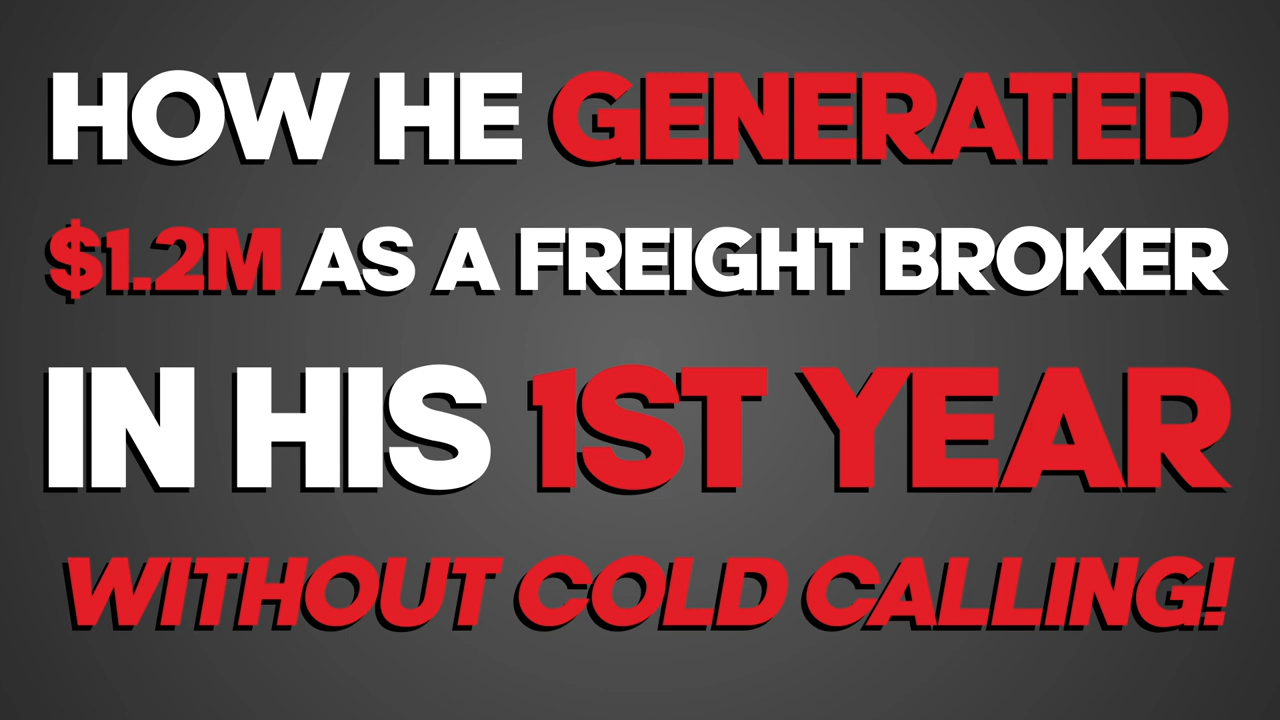 HOW HE GENERATED
$1.2M AS A FREIGHT BROKER
IN HIS 1ST YEAR
WITHOUT COLD CALLING!